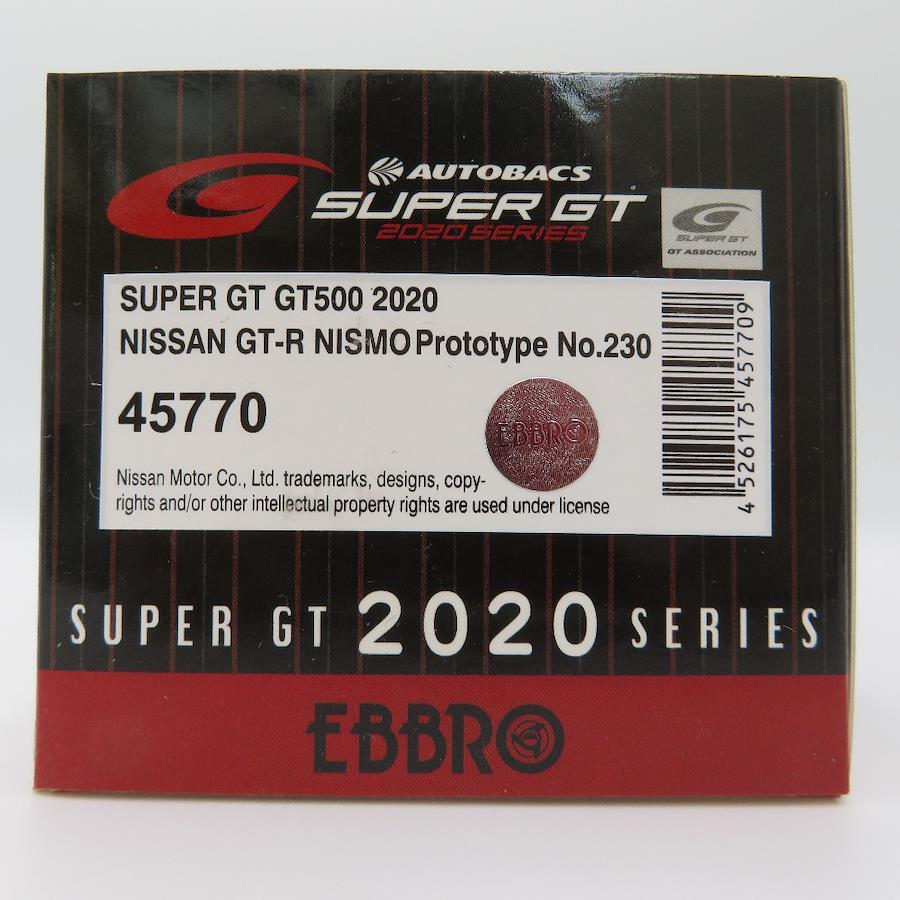 AUTOBACS
SUPER GT
2020 SERIES
SUPER GT
GT ASSOCIATION
SUPER GT GT500 2020
NISSAN GT-R NISMO Prototype No.230
45770
EBBRO
Nissan Motor Co., Ltd. trademarks, designs, copy-
rights and/or other intellectual property rights are used under license
4 526175 457709
SUPER GT 2020 SERIES
EBBRO